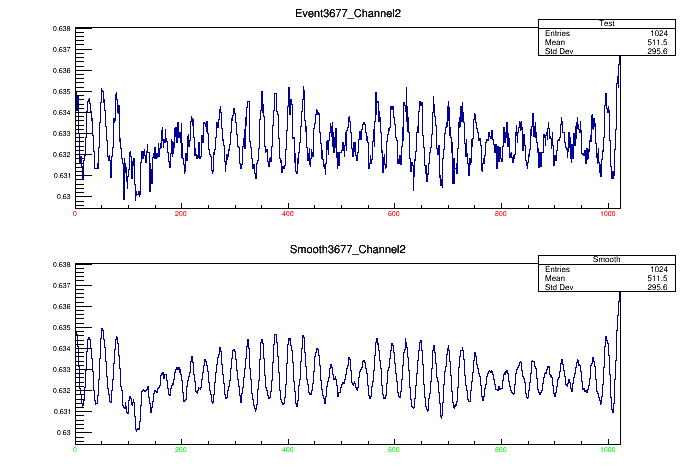 Event3677_Channel2
Test
Entries 1024
Mean 511.5
Std Dev 295.6
0.638
0.637
0.636
0.635
0.634
0.633
0.632
0.631
0.63
0 200 400 600 800 1000
Smooth3677_Channel2
Smooth
Entries 1024
Mean 511.5
Std Dev 295.6
0.638
0.637
0.636
0.635
0.634
0.633
0.632
0.631
0.63
0 200 400 600 800 1000